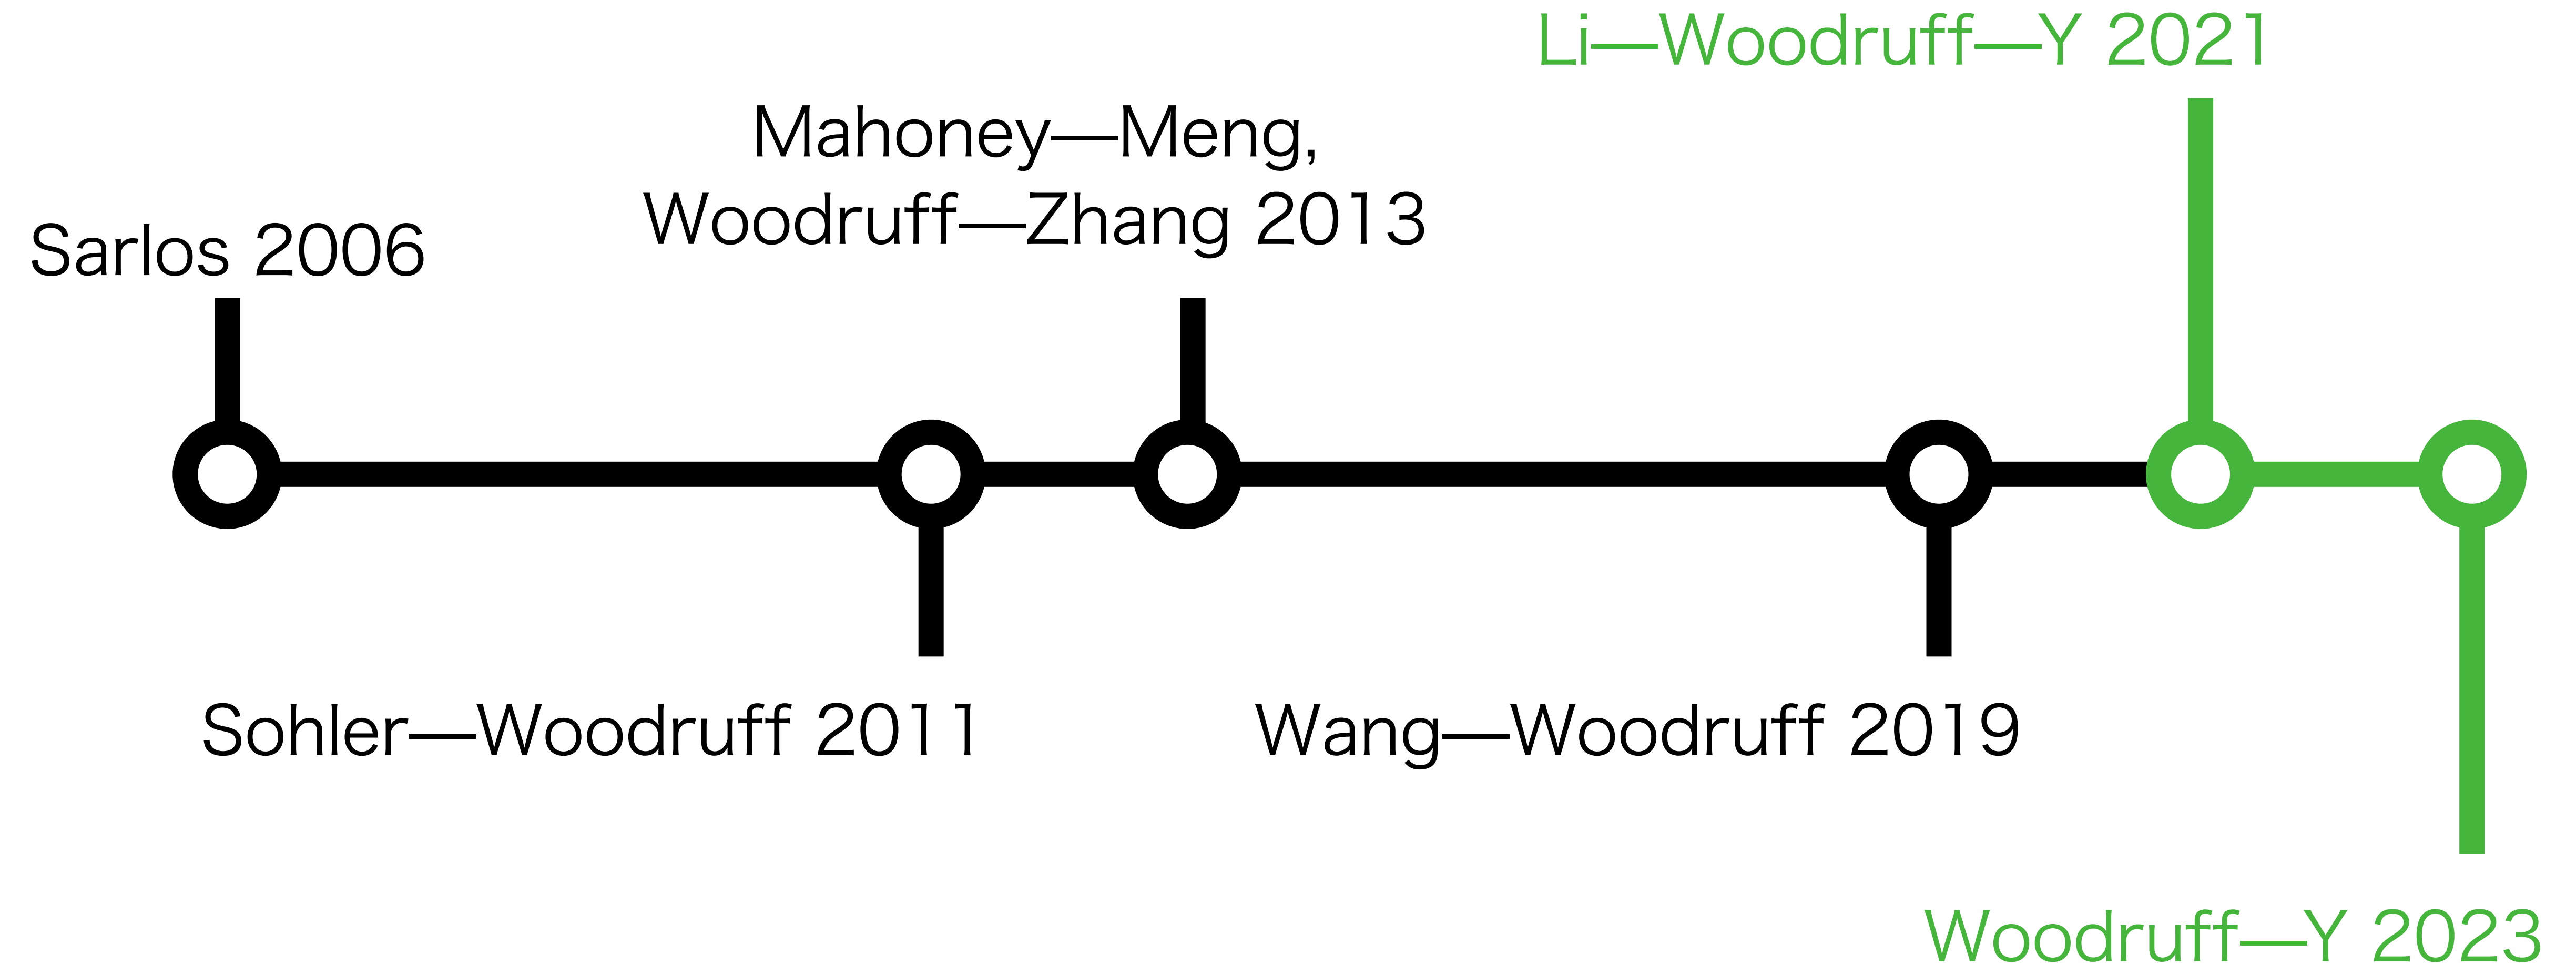 Li—Woodruff—Y 2021
Mahoney—Meng,
Woodruff—Zhang 2013
Sarlos 2006
Sohler—Woodruff 2011
Wang—Woodruff 2019
Woodruff—Y 2023